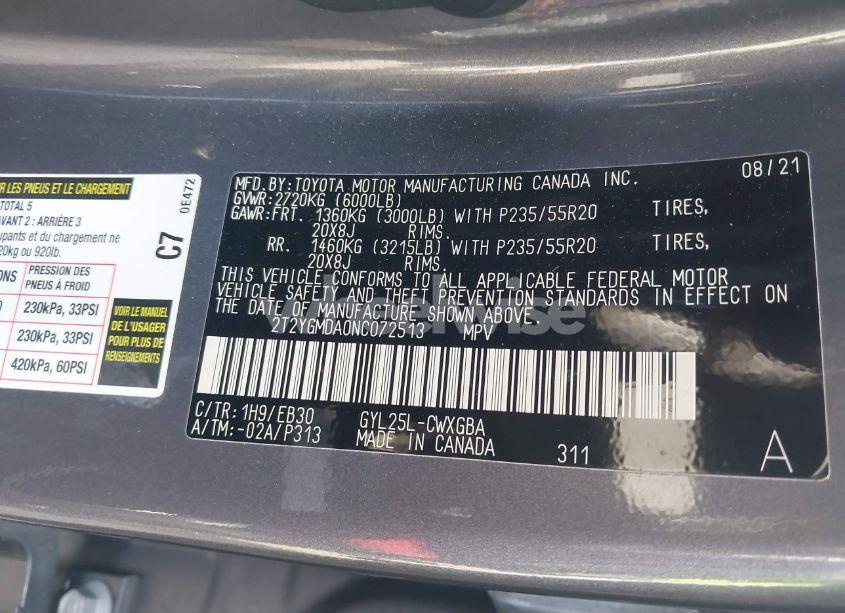 UR LES PNEUS ET LE CHARGEMENT
TOTAL 5
AVANT 2 : ARRIÈRE 3
upants et du chargement ne
20kg ou 920lb.
C7
0E472
ONS
PRESSION DES
PNEUS À FROID
230kPa, 33PSI
230kPa, 33PSI
420kPa, 60PSI
VOIR LE MANUEL
DE L'USAGER
POUR PLUS DE
RENSEIGNEMENTS
MFD.BY:TOYOTA MOTOR MANUFACTURING CANADA INC. 08/21
GVWR:2720KG (6000LB)
GAWR:FRT. 1360KG (3000LB) WITH P235/55R20 TIRES,
20X8J RIMS,
RR. 1460KG (3215LB) WITH P235/55R20 TIRES,
20X8J RIMS
THIS VEHICLE CONFORMS TO ALL APPLICABLE FEDERAL MOTOR
VEHICLE SAFETY AND THEFT PREVENTION STANDARDS IN EFFECT ON
THE DATE OF MANUFACTURE SHOWN ABOVE.
2T2YGMDA0NC072513 MPV
C/TR: 1H9/EB30 GYL25L-CWXGBA
A/TM: -02A/P313 MADE IN CANADA
311
A